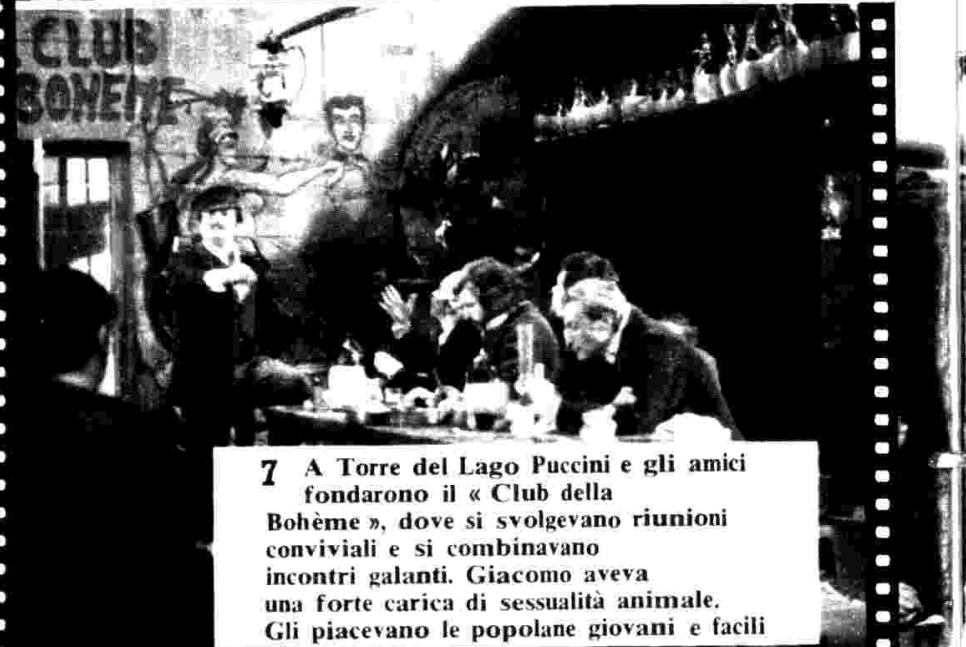 CLUB
BOHEME
7 A Torre del Lago Puccini e gli amici
fondarono il « Club della
Bohème », dove si svolgevano riunioni
conviviali e si combinavano
incontri galanti. Giacomo aveva
una forte carica di sessualità animale.
Gli piacevano le popolane giovani e facili